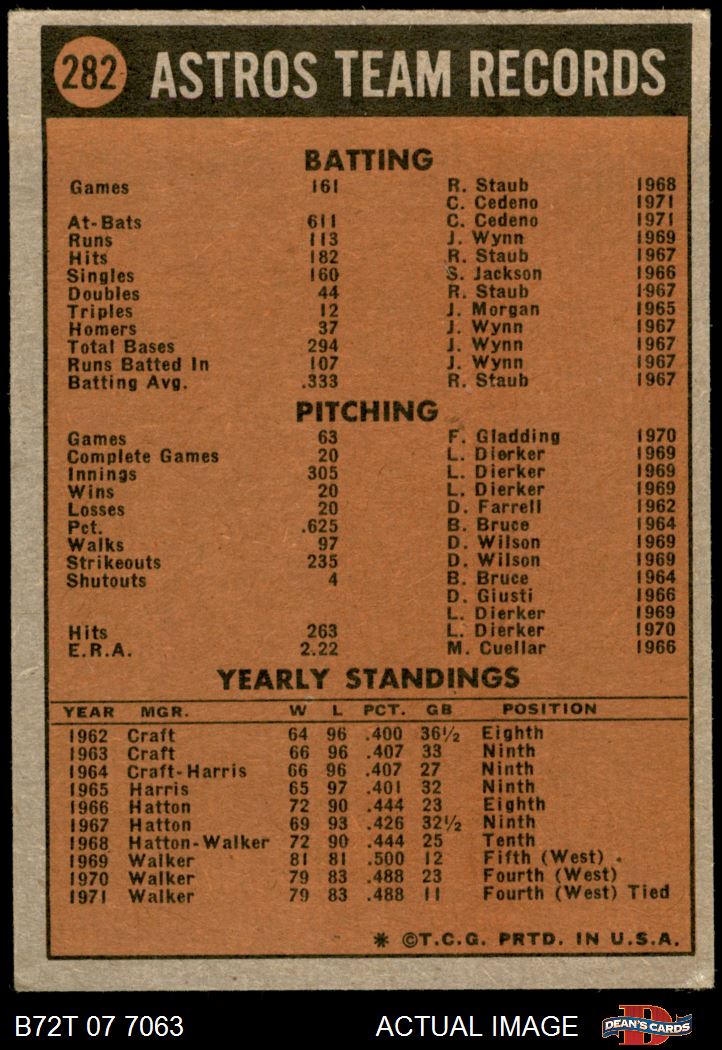 282 ASTROS TEAM RECORDS
BATTING
Games 161 R. Staub 1968
C. Cedeno 1971
At-Bats 611 C. Cedeno 1971
Runs 113 J. Wynn 1969
Hits 182 R. Staub 1967
Singles 160 S. Jackson 1966
Doubles 44 R. Staub 1967
Triples 12 J. Morgan 1965
Homers 37 J. Wynn 1967
Total Bases 294 J. Wynn 1967
Runs Batted In 107 J. Wynn 1967
Batting Avg. .333 R. Staub 1967
PITCHING
Games 63 F. Gladding 1970
Complete Games 20 L. Dierker 1969
Innings 305 L. Dierker 1969
Wins 20 L. Dierker 1969
Losses 20 D. Farrell 1962
Pct. .625 B. Bruce 1964
Walks 97 D. Wilson 1969
Strikeouts 235 D. Wilson 1969
Shutouts 4 B. Bruce 1964
D. Giusti 1966
L. Dierker 1969
Hits 263 L. Dierker 1970
E.R.A. 2.22 M. Cuellar 1966
YEARLY STANDINGS
YEAR MGR. W L PCT. GB POSITION
1962 Craft 64 96 .400 36½ Eighth
1963 Craft 66 96 .407 33 Ninth
1964 Craft-Harris 66 96 .407 27 Ninth
1965 Harris 65 97 .401 32 Ninth
1966 Hatton 72 90 .444 23 Eighth
1967 Hatton 69 93 .426 32½ Ninth
1968 Hatton-Walker 72 90 .444 25 Tenth
1969 Walker 81 81 .500 12 Fifth (West)
1970 Walker 79 83 .488 23 Fourth (West)
1971 Walker 79 83 .488 11 Fourth (West) Tied
* ©T.C.G. PRTD. IN U.S.A.
B72T 07 7063 ACTUAL IMAGE D DEAN'S CARDS